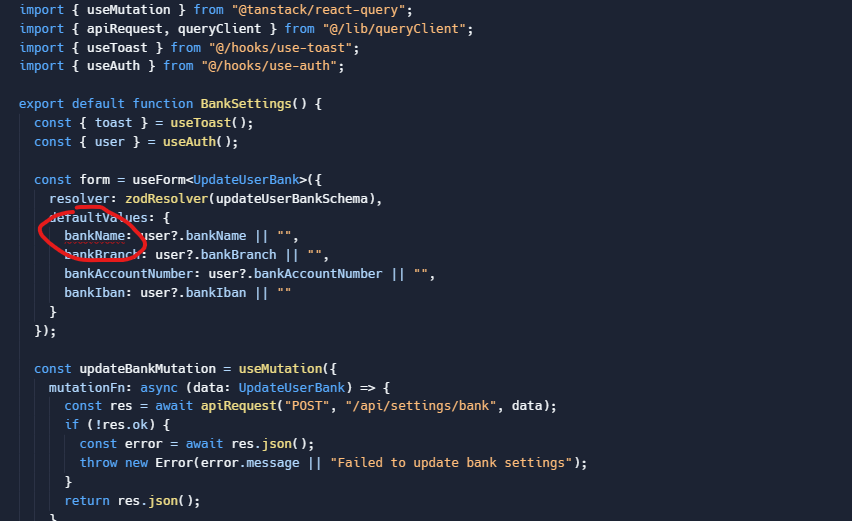 import { useMutation } from "@tanstack/react-query";
import { apiRequest, queryClient } from "@/lib/queryClient";
import { useToast } from "@/hooks/use-toast";
import { useAuth } from "@/hooks/use-auth";
export default function BankSettings() {
const { toast } = useToast();
const { user } = useAuth();
const form = useForm<UpdateUserBank>({
resolver: zodResolver(updateUserBankSchema),
defaultValues: {
bankName: user?.bankName || "",
bankBranch: user?.bankBranch || "",
bankAccountNumber: user?.bankAccountNumber || "",
bankIban: user?.bankIban || ""
}
});
const updateBankMutation = useMutation({
mutationFn: async (data: UpdateUserBank) => {
const res = await apiRequest("POST", "/api/settings/bank", data);
if (!res.ok) {
const error = await res.json();
throw new Error(error.message || "Failed to update bank settings");
}
return res.json();
}